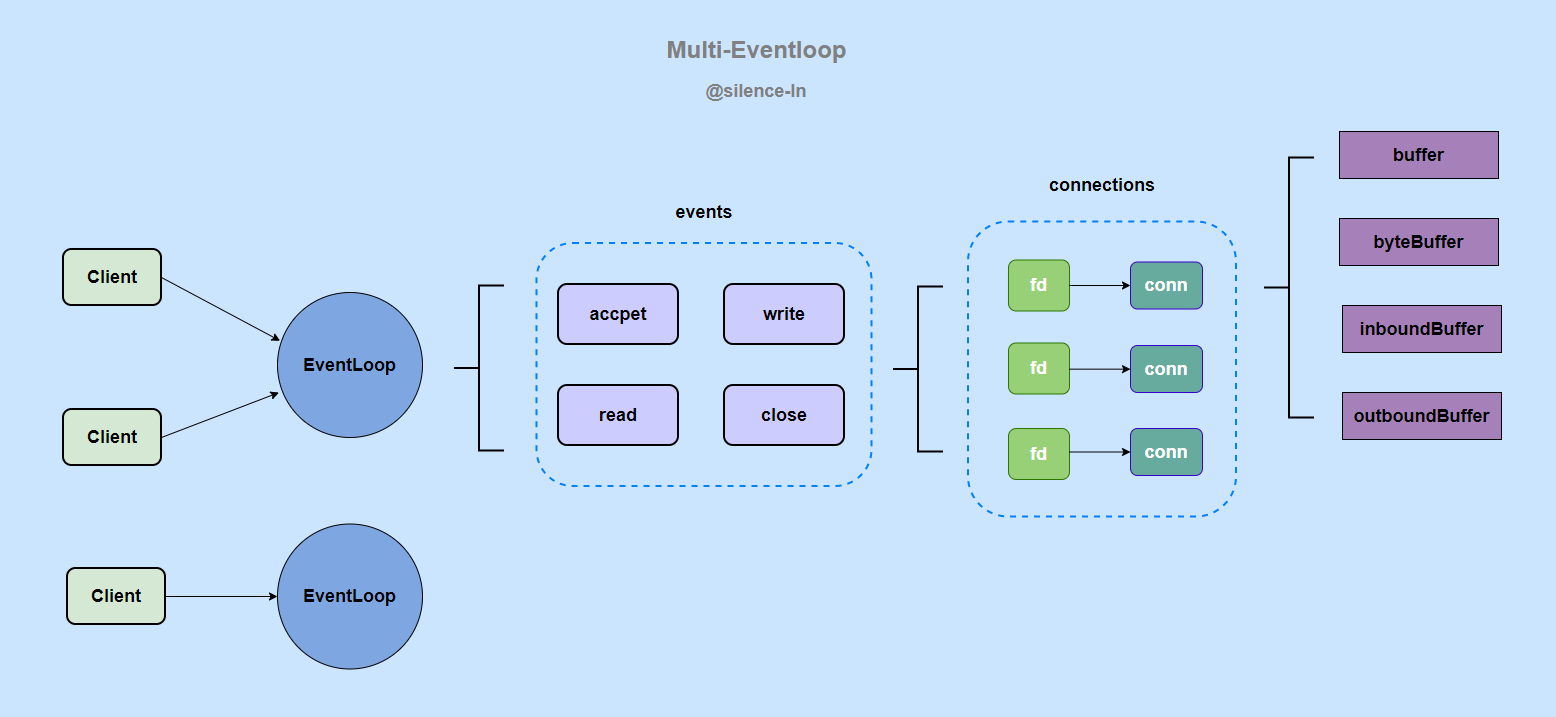 Multi-Eventloop
@silence-ln
events
connections
Client
Client
Client
EventLoop
EventLoop
accpet
write
read
close
fd
conn
fd
conn
fd
conn
buffer
byteBuffer
inboundBuffer
outboundBuffer